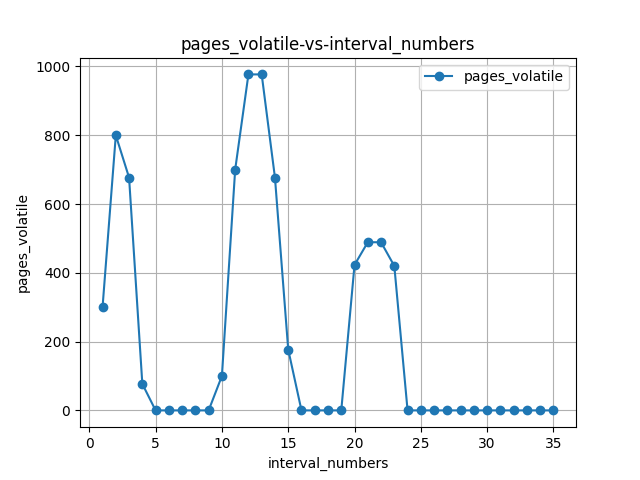 pages_volatile-vs-interval_numbers
pages_volatile
1000
800
600
400
200
0
pages_volatile
0 5 10 15 20 25 30 35
interval_numbers